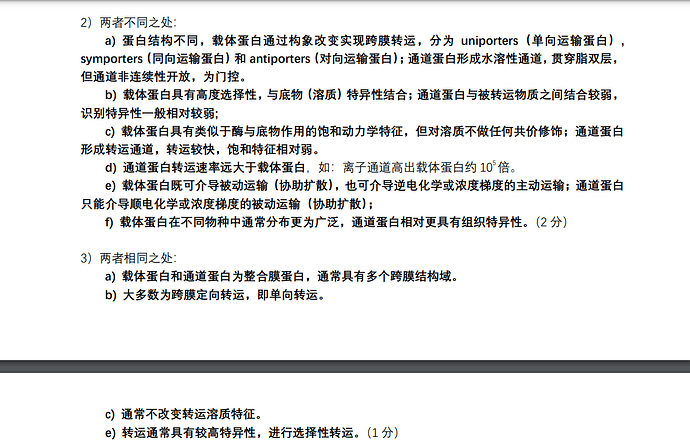 2）两者不同之处：
a) 蛋白结构不同，载体蛋白通过构象改变实现跨膜转运，分为 uniporters（单向运输蛋白），
symporters（同向运输蛋白）和 antiporters（对向运输蛋白）；通道蛋白形成水溶性通道，贯穿脂双层，
但通道非连续性开放，为门控。
b) 载体蛋白具有高度选择性，与底物（溶质）特异性结合；通道蛋白与被转运物质之间结合较弱，
识别特异性一般相对较弱；
c) 载体蛋白具有类似于酶与底物作用的饱和动力学特征，但对溶质不做任何共价修饰；通道蛋白
形成转运通道，转运较快，饱和特征相对弱。
d) 通道蛋白转运速率远大于载体蛋白，如：离子通道高出载体蛋白约 10⁵ 倍。
e) 载体蛋白既可介导被动运输（协助扩散），也可介导逆电化学或浓度梯度的主动运输；通道蛋白
只能介导顺电化学或浓度梯度的被动运输（协助扩散）；
f) 载体蛋白在不同物种中通常分布更为广泛，通道蛋白相对更具有组织特异性。（2 分）
3）两者相同之处：
a) 载体蛋白和通道蛋白为整合膜蛋白，通常具有多个跨膜结构域。
b) 大多数为跨膜定向转运，即单向转运。
c) 通常不改变转运溶质特征。
e) 转运通常具有较高特异性，进行选择性转运。（1 分）